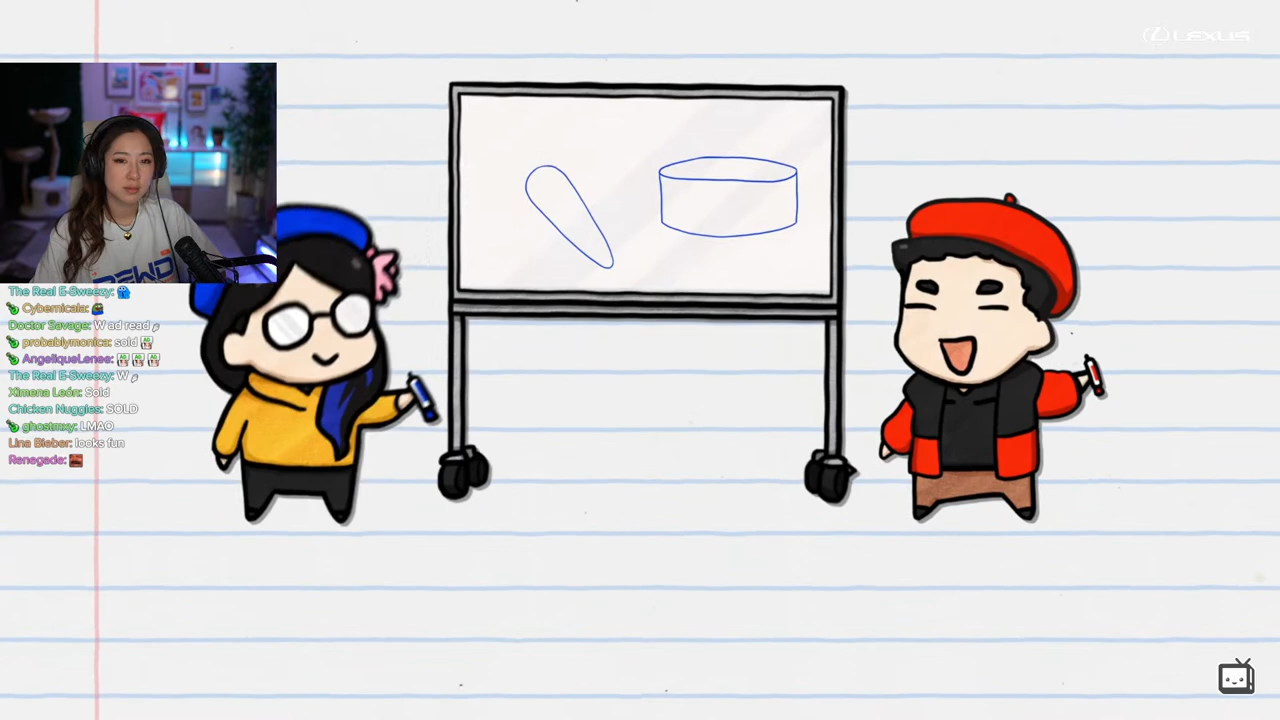 LEXUS
The Real E-Sweezy:
Cybernicala:
Doctor Savage: W ad read
probablymonica: sold
AngeliqueLenee:
The Real E-Sweezy: W
Ximena León: Sold
Chicken Nuggies: SOLD
ghostmxy: LMAO
Lina Bieber: looks fun
Renegade: